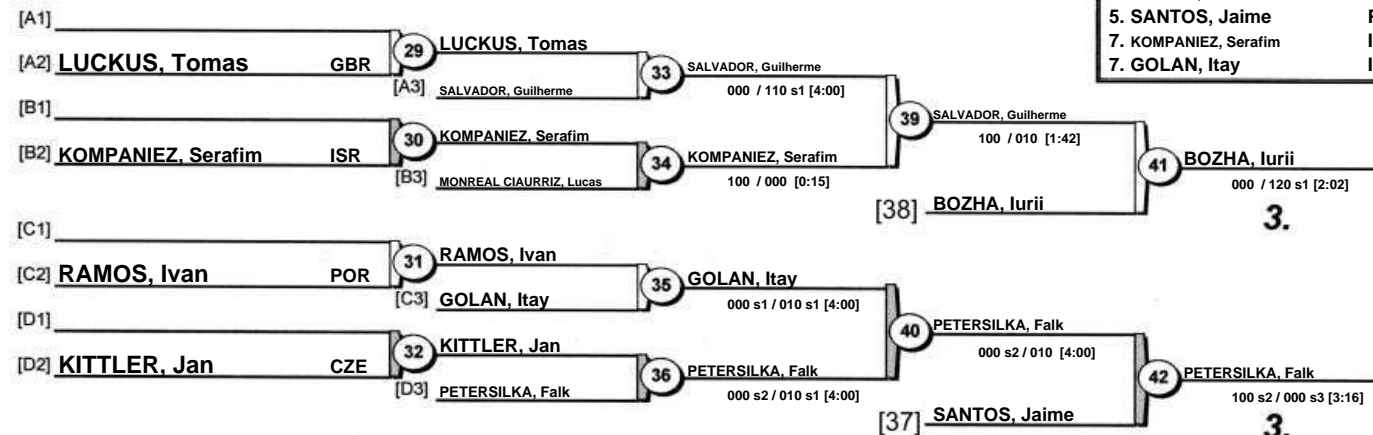 5. SANTOS, Jaime
7. KOMPANIEZ, Serafim
7. GOLAN, Itay
[A1]
[A2] LUCKUS, Tomas GBR
29 LUCKUS, Tomas
[A3] SALVADOR, Guilherme
33 SALVADOR, Guilherme
000 / 110 s1 [4:00]
[B1]
[B2] KOMPANIEZ, Serafim ISR
30 KOMPANIEZ, Serafim
[B3] MONREAL CIAURRIZ, Lucas
34 KOMPANIEZ, Serafim
100 / 000 [0:15]
39 SALVADOR, Guilherme
100 / 010 [1:42]
[38] BOZHA, Iurii
41 BOZHA, Iurii
000 / 120 s1 [2:02]
3.
[C1]
[C2] RAMOS, Ivan POR
31 RAMOS, Ivan
[C3] GOLAN, Itay
35 GOLAN, Itay
000 s1 / 010 s1 [4:00]
[D1]
[D2] KITTLER, Jan CZE
32 KITTLER, Jan
[D3] PETERSILKA, Falk
36 PETERSILKA, Falk
000 s2 / 010 s1 [4:00]
40 PETERSILKA, Falk
000 s2 / 010 [4:00]
[37] SANTOS, Jaime
42 PETERSILKA, Falk
100 s2 / 000 s3 [3:16]
3.